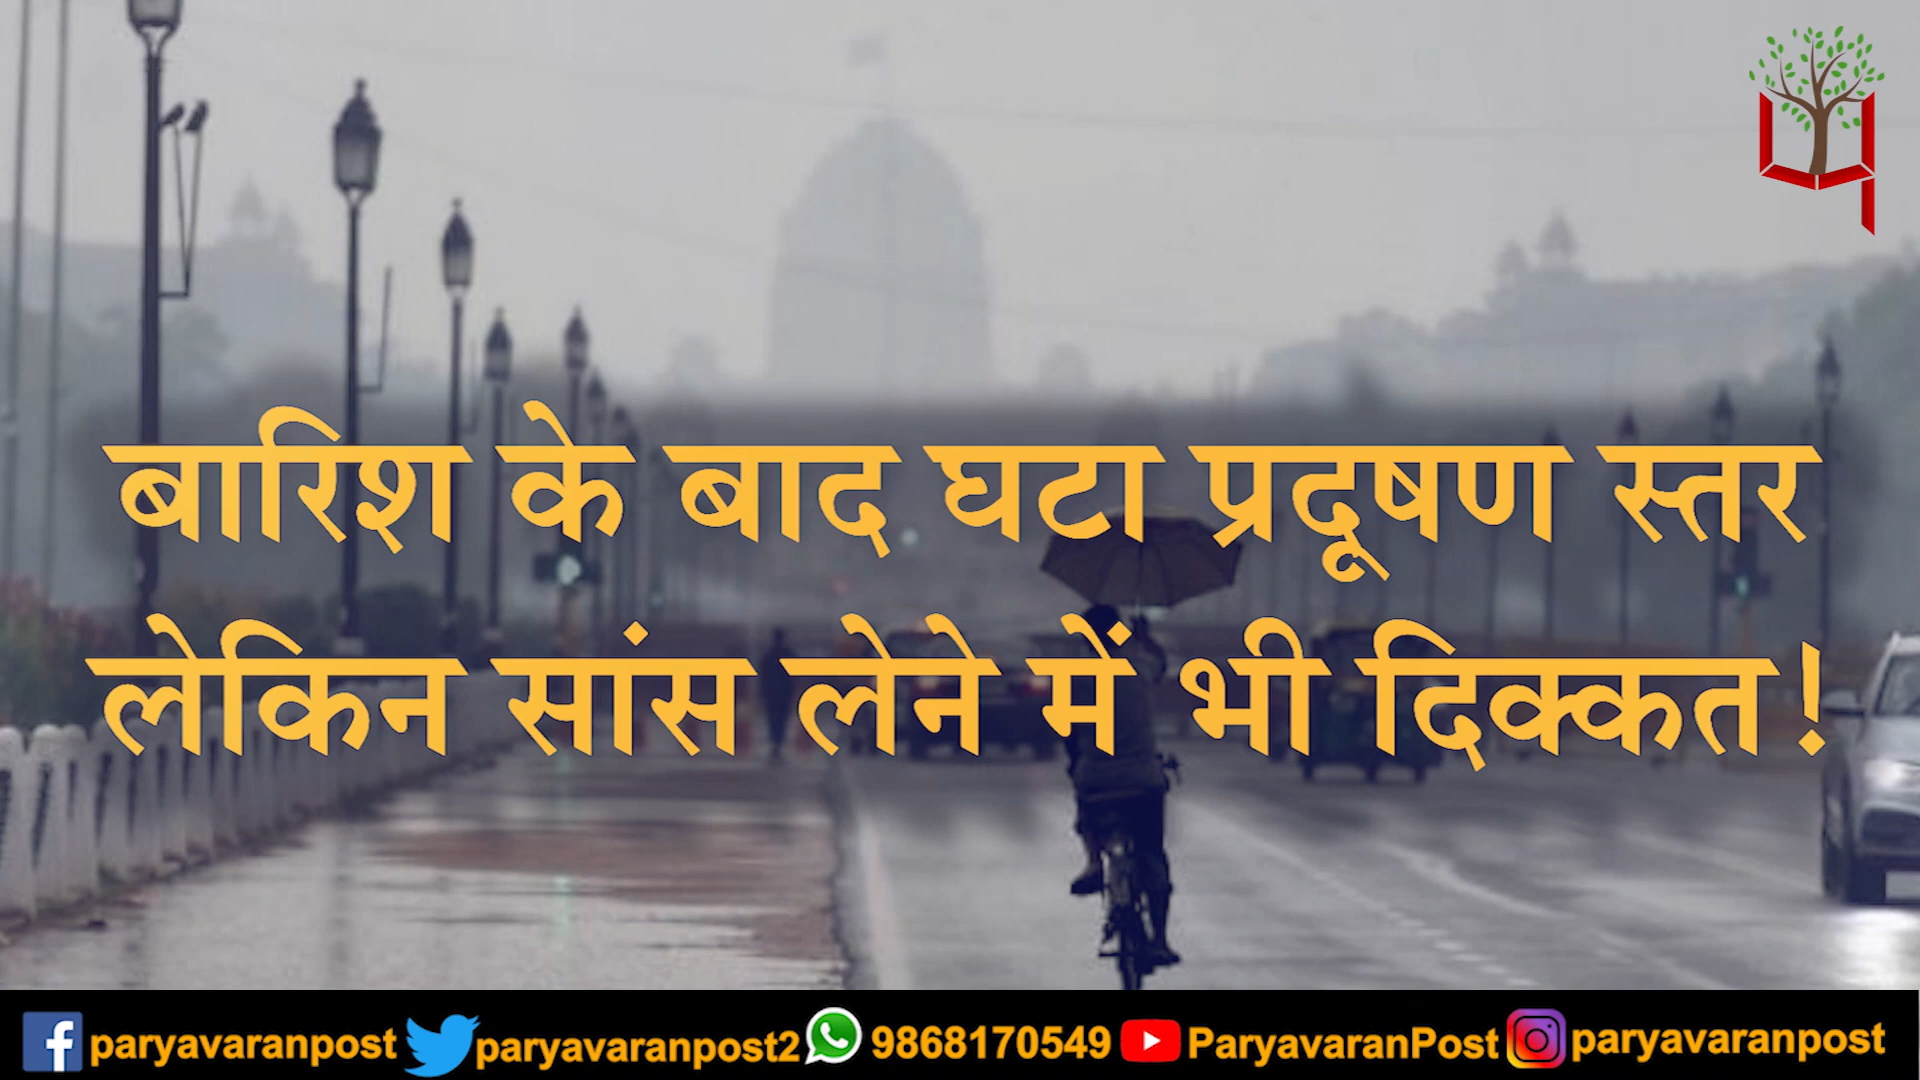 बारिश के बाद घटा प्रदूषण स्तर
लेकिन सांस लेने में भी दिक्कत!
paryavaranpost paryavaranpost2 9868170549 ParyavaranPost paryavaranpost